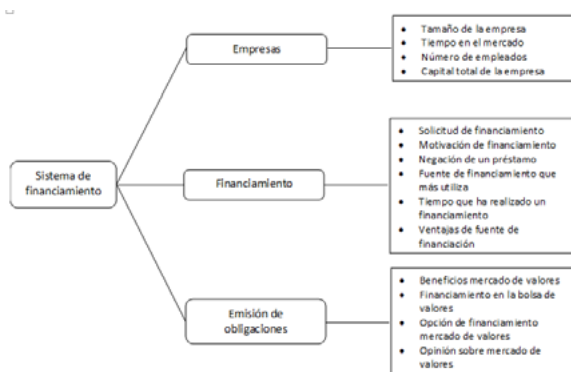 Empresas
Tamaño de la empresa
Tiempo en el mercado
Número de empleados
Capital total de la empresa
Sistema de
financiamiento
Financiamiento
Solicitud de financiamiento
Motivación de financiamiento
Negación de un préstamo
Fuente de financiamiento que
más utiliza
Tiempo que ha realizado un
financiamiento
Ventajas de fuente de
financiación
Emisión de
obligaciones
Beneficios mercado de valores
Financiamiento en la bolsa de
valores
Opción de financiamiento
mercado de valores
Opinión sobre mercado de
valores